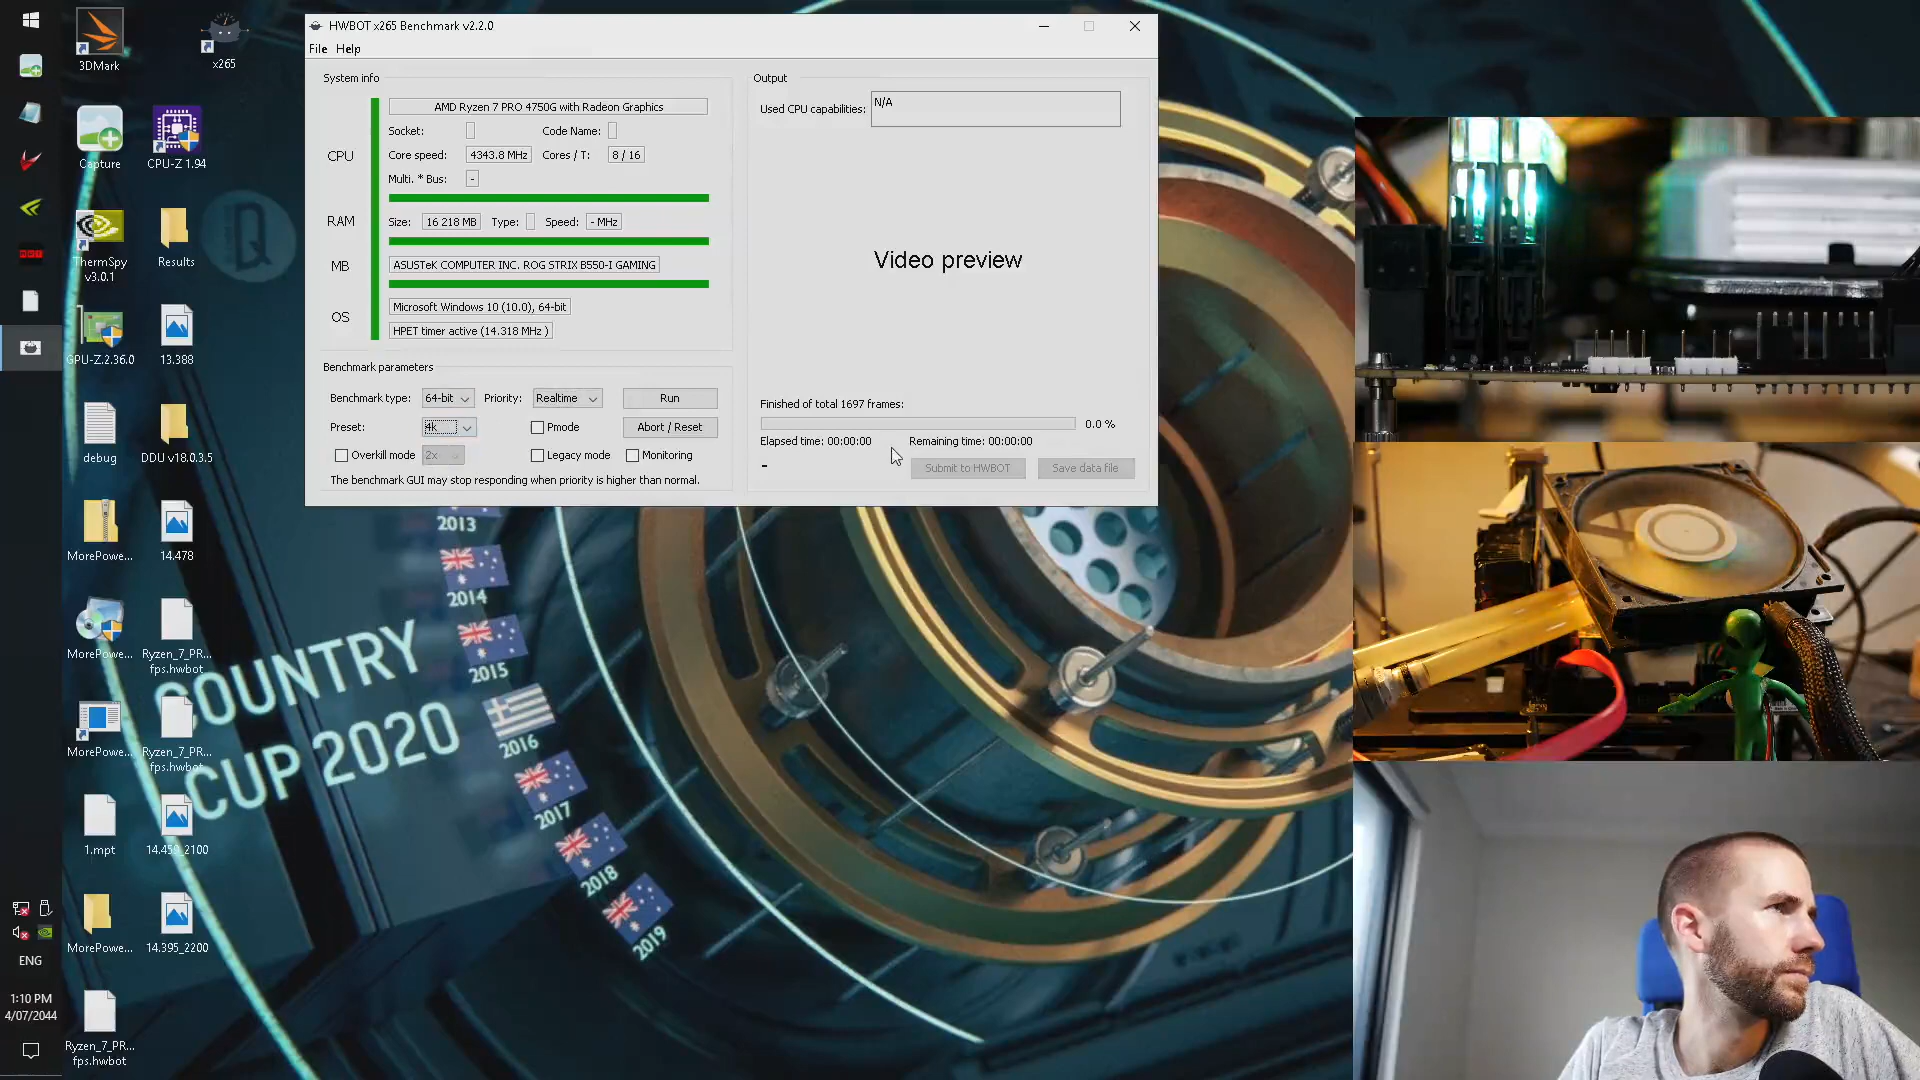 3DMark
x265
Capture
CPU-Z 1.94
ThermSpy
v3.0.1
Results
GPU-Z.2.36.0
13.388
debug
DDU v18.0.3.5
MorePowe...
14.478
MorePowe...
Ryzen_7_PR...
fps.hwbot
MorePowe...
Ryzen_7_PR...
fps.hwbot
1.mpt
14.459_2100
MorePowe...
14.395_2200
Ryzen_7_PR...
fps.hwbot
ENG
1:10 PM
4/07/2044
HWBOT x265 Benchmark v2.2.0
File Help
System info
CPU
AMD Ryzen 7 PRO 4750G with Radeon Graphics
Socket: Code Name:
Core speed: 4343.8 MHz Cores / T: 8 / 16
Multi. * Bus: -
RAM
Size: 16 218 MB Type: Speed: - MHz
MB
ASUSTeK COMPUTER INC. ROG STRIX B550-I GAMING
OS
Microsoft Windows 10 (10.0), 64-bit
HPET timer active (14.318 MHz )
Benchmark parameters
Benchmark type: 64-bit Priority: Realtime Run
Preset: 4k Pmode Abort / Reset
Overkill mode 2x Legacy mode Monitoring
The benchmark GUI may stop responding when priority is higher than normal.
Output
Used CPU capabilities: N/A
Video preview
Finished of total 1697 frames:
0.0 %
Elapsed time: 00:00:00 Remaining time: 00:00:00
- Submit to HWBOT Save data file
2013
2014
2015
2016
2017
2018
2019
COUNTRY
CUP 2020